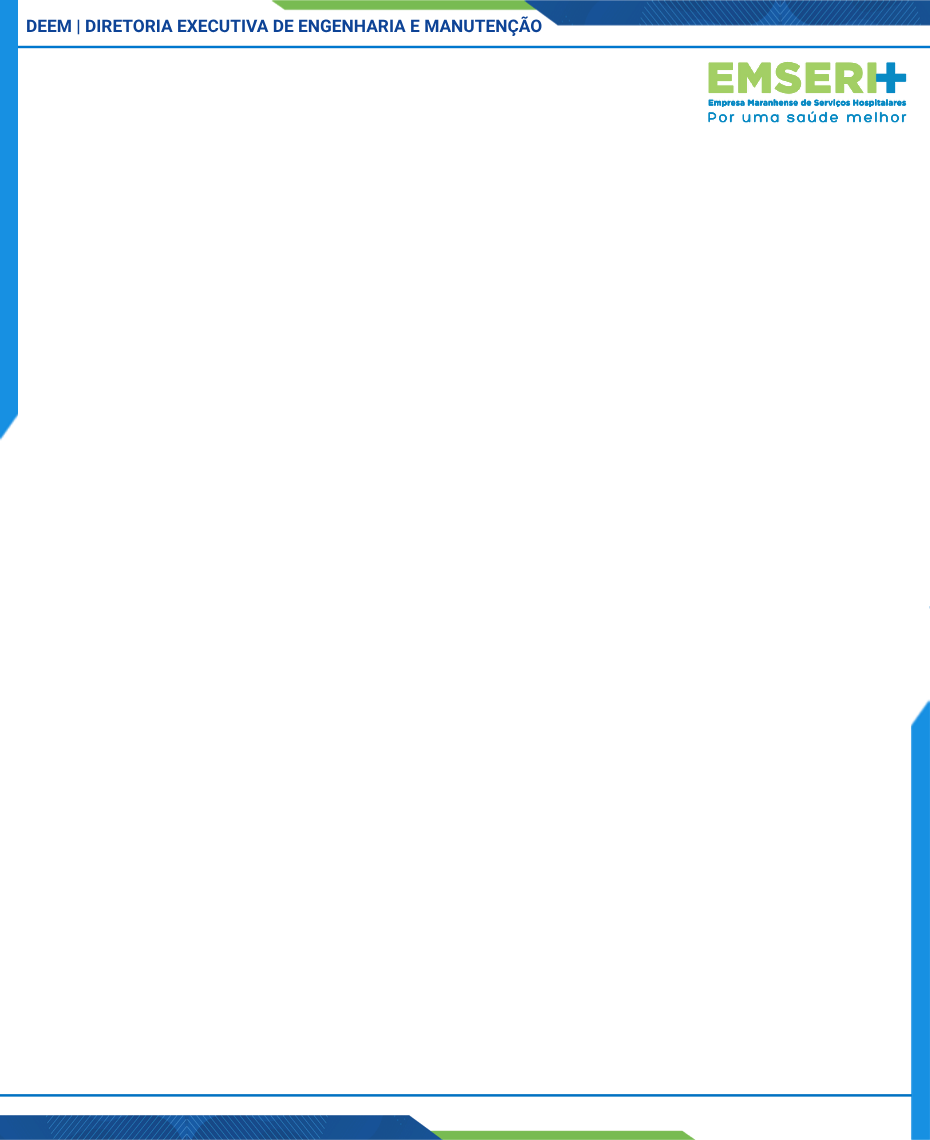 DEEM | DIRETORIA EXECUTIVA DE ENGENHARIA E MANUTENÇÃO
EMSERH
Empresa Maranhense de Serviços Hospitalares
Por uma saúde melhor